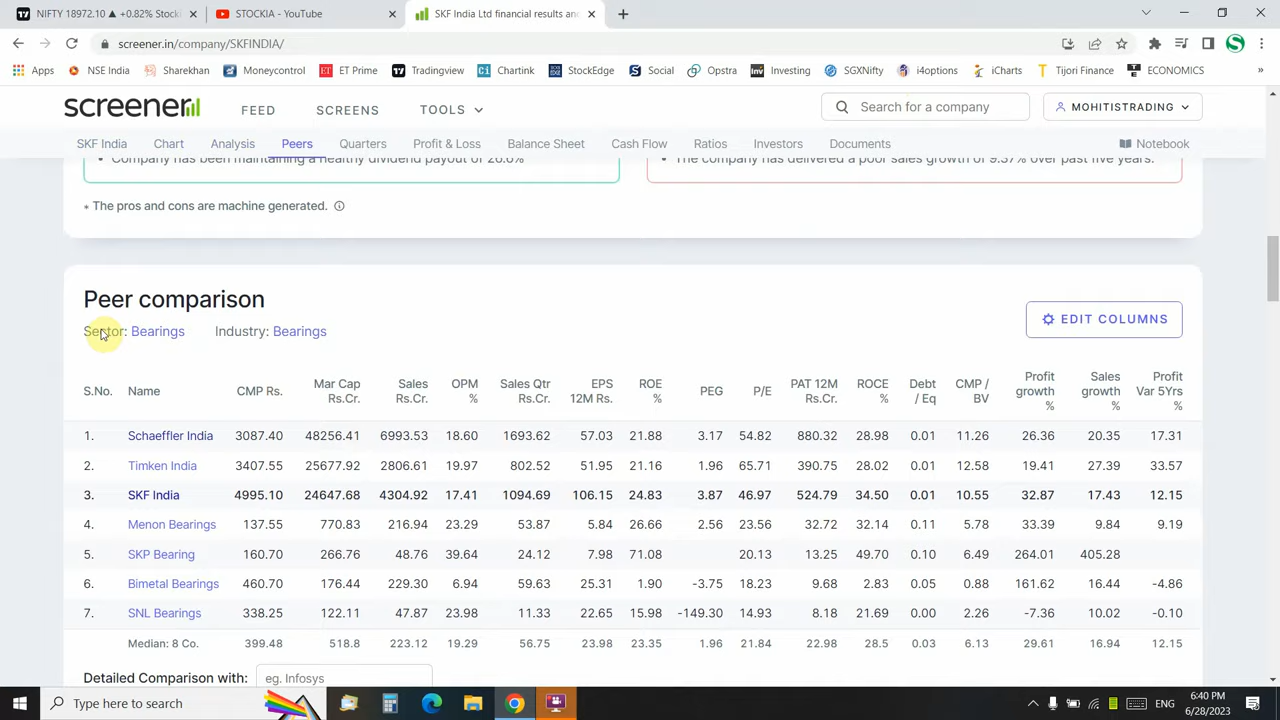 NIFTY 18972.10 ▲ +0.82% Stockl
STOCKIA - YouTube
SKF India Ltd financial results and
screener.in/company/SKFINDIA/
Apps NSE India Sharekhan Moneycontrol ET Prime Tradingview Chartink StockEdge Social Opstra Investing SGXNifty i4options iCharts Tijori Finance ECONOMICS »
screener FEED SCREENS TOOLS Search for a company MOHITISTRADING
SKF India Chart Analysis Peers Quarters Profit & Loss Balance Sheet Cash Flow Ratios Investors Documents Notebook
• Company has been maintaining a healthy dividend payout of 26.6%
• The company has delivered a poor sales growth of 9.37% over past five years.
* The pros and cons are machine generated.
Peer comparison
Sector: Bearings Industry: Bearings
EDIT COLUMNS
S.No. Name CMP Rs. Mar Cap Rs.Cr. Sales Rs.Cr. OPM % Sales Qtr Rs.Cr. EPS 12M Rs. ROE % PEG P/E PAT 12M Rs.Cr. ROCE % Debt / Eq CMP / BV Profit growth % Sales growth % Profit Var 5Yrs %
1. Schaeffler India 3087.40 48256.41 6993.53 18.60 1693.62 57.03 21.88 3.17 54.82 880.32 28.98 0.01 11.26 26.36 20.35 17.31
2. Timken India 3407.55 25677.92 2806.61 19.97 802.52 51.95 21.16 1.96 65.71 390.75 28.02 0.01 12.58 19.41 27.39 33.57
3. SKF India 4995.10 24647.68 4304.92 17.41 1094.69 106.15 24.83 3.87 46.97 524.79 34.50 0.01 10.55 32.87 17.43 12.15
4. Menon Bearings 137.55 770.83 216.94 23.29 53.87 5.84 26.66 2.56 23.56 32.72 32.14 0.11 5.78 33.39 9.84 9.19
5. SKP Bearing 160.70 266.76 48.76 39.64 24.12 7.98 71.08 20.13 13.25 49.70 0.10 6.49 264.01 405.28
6. Bimetal Bearings 460.70 176.44 229.30 6.94 59.63 25.31 1.90 -3.75 18.23 9.68 2.83 0.05 0.88 161.62 16.44 -4.86
7. SNL Bearings 338.25 122.11 47.87 23.98 11.33 22.65 15.98 -149.30 14.93 8.18 21.69 0.00 2.26 -7.36 10.02 -0.10
Median: 8 Co. 399.48 518.8 223.12 19.29 56.75 23.98 23.35 1.96 21.84 22.98 28.5 0.03 6.13 29.61 16.94 12.15
Detailed Comparison with: eg. Infosys
Type here to search
6:40 PM
6/28/2023